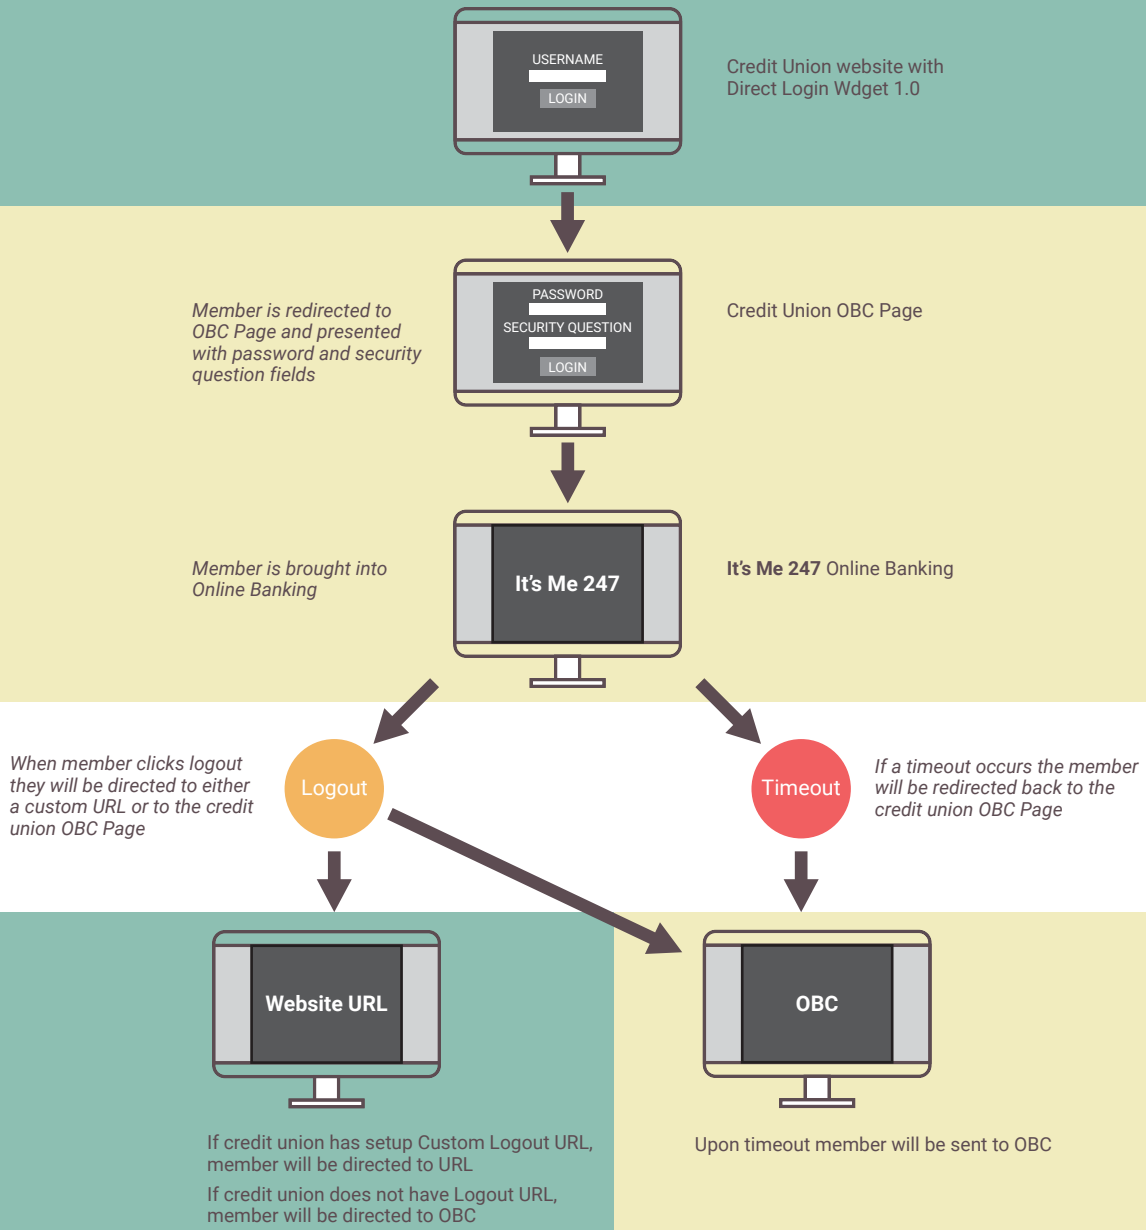 USERNAME
LOGIN
Credit Union website with
Direct Login Wdget 1.0
PASSWORD
SECURITY QUESTION
LOGIN
Member is redirected to
OBC Page and presented
with password and security
question fields
Credit Union OBC Page
Member is brought into
Online Banking
It's Me 247
It's Me 247 Online Banking
When member clicks logout
they will be directed to either
a custom URL or to the credit
union OBC Page
Logout
Timeout
If a timeout occurs the member
will be redirected back to the
credit union OBC Page
Website URL
OBC
If credit union has setup Custom Logout URL,
member will be directed to URL
If credit union does not have Logout URL,
member will be directed to OBC
Upon timeout member will be sent to OBC